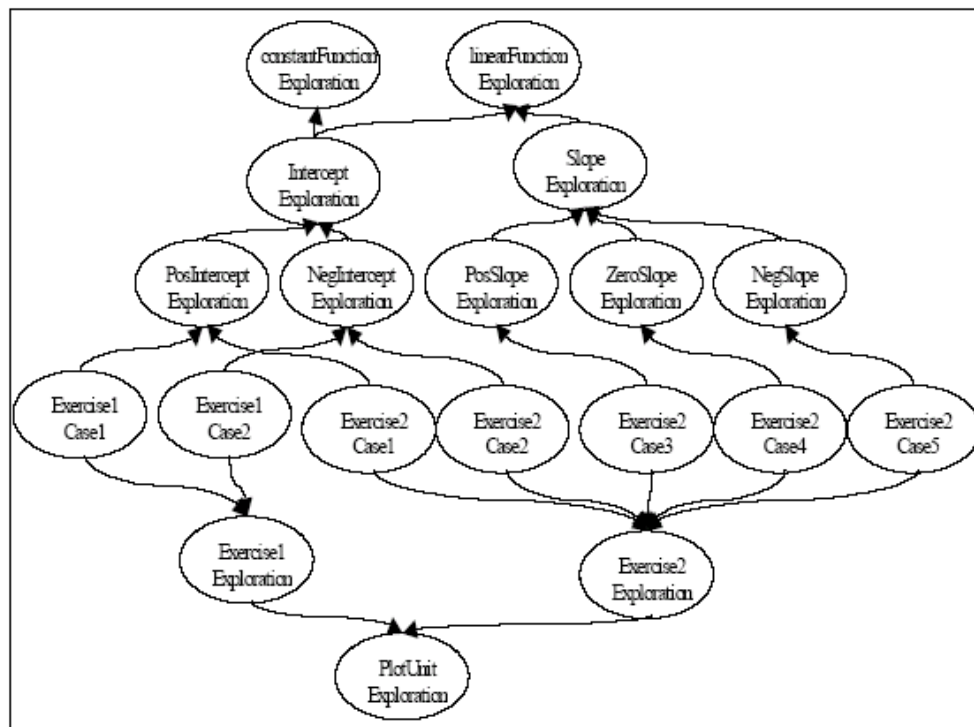 constantFunction
Exploration
linearFunction
Exploration
Intercept
Exploration
Slope
Exploration
PosIntercept
Exploration
NegIntercept
Exploration
PosSlope
Exploration
ZeroSlope
Exploration
NegSlope
Exploration
Exercise1
Case1
Exercise1
Case2
Exercise2
Case1
Exercise2
Case2
Exercise2
Case3
Exercise2
Case4
Exercise2
Case5
Exercise1
Exploration
Exercise2
Exploration
PlotUnit
Exploration